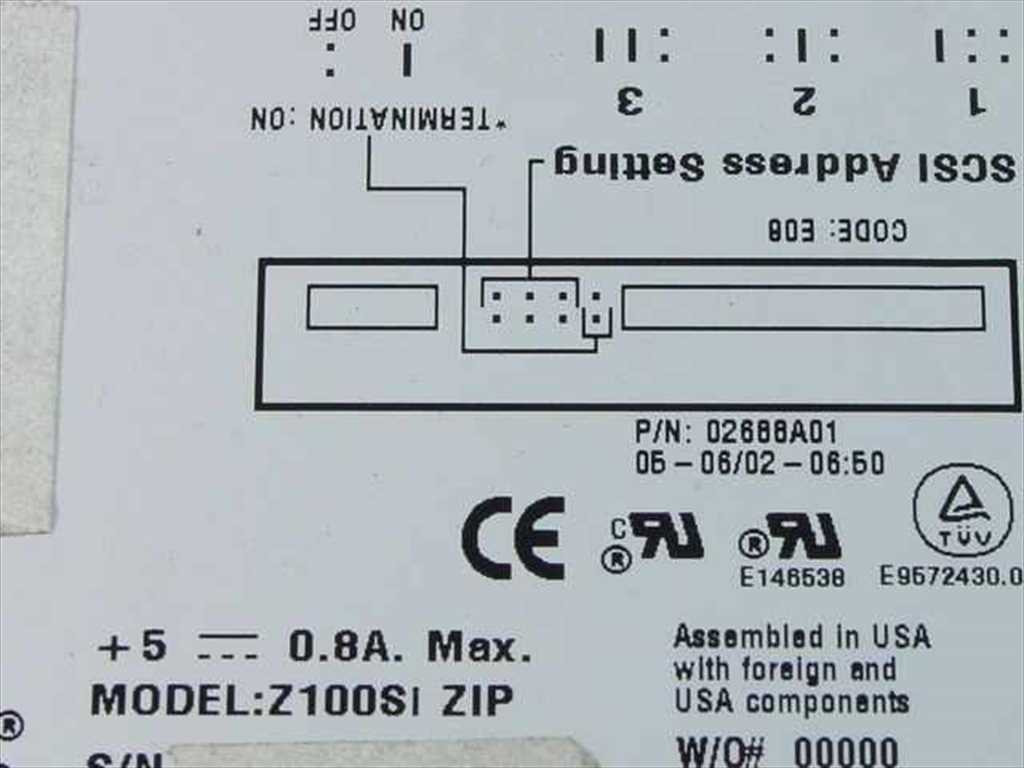 OFF ON
3 2 1
*TERMINATION : ON
SCSI Address Setting
CODE: E08
P/N: 02688A01
05 - 06/02 - 06:50
CE
C
®
®
TÜV
E146538 E9572430.0
+5 0.8A. Max.
MODEL:Z100SI ZIP
S/N
Assembled in USA
with foreign and
USA components
W/O# 00000
®